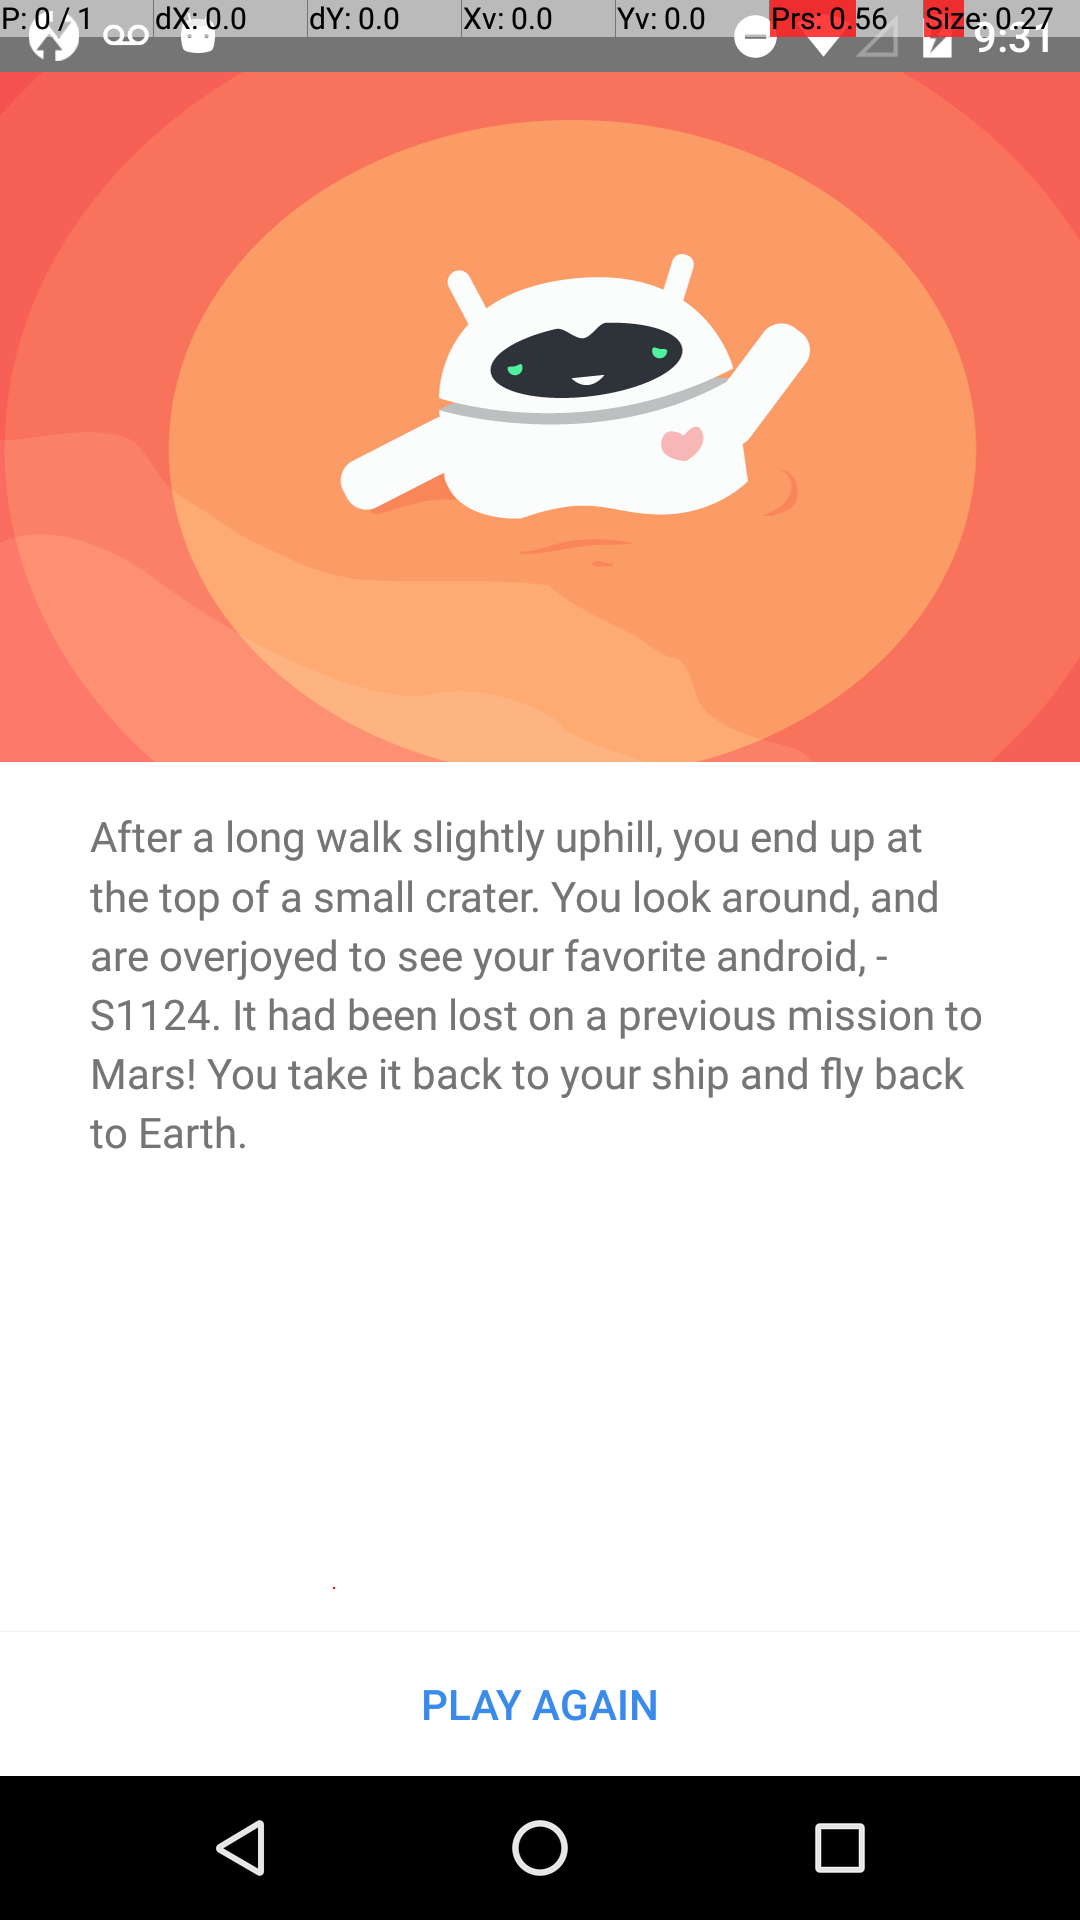 P: 0 / 1 dX: 0.0 dY: 0.0 Xv: 0.0 Yv: 0.0 Prs: 0.56 Size: 0.27
9:31
After a long walk slightly uphill, you end up at
the top of a small crater. You look around, and
are overjoyed to see your favorite android, -
S1124. It had been lost on a previous mission to
Mars! You take it back to your ship and fly back
to Earth.
PLAY AGAIN